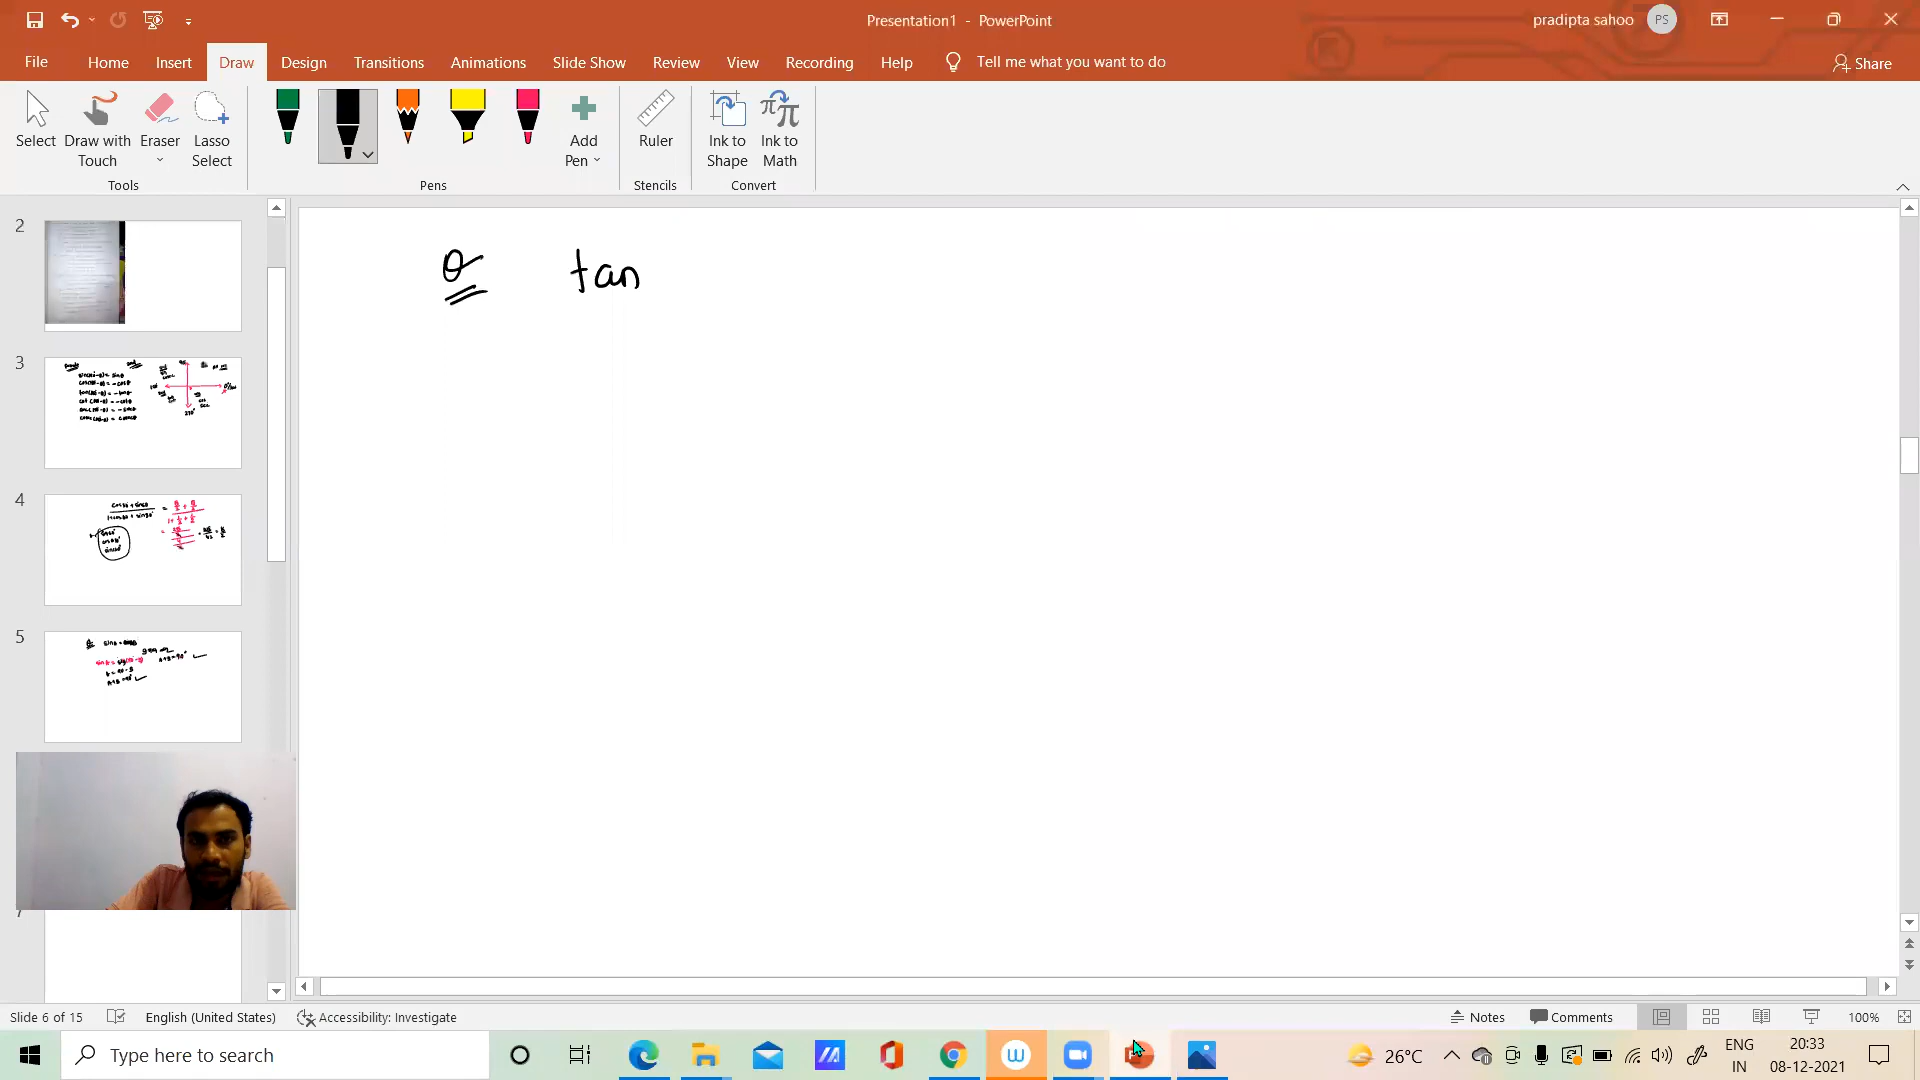 Presentation1 - PowerPoint
pradipta sahoo PS
File Home Insert Draw Design Transitions Animations Slide Show Review View Recording Help Tell me what you want to do Share
Select Draw with Touch Eraser Lasso Select Add Pen Ruler Ink to Shape Ink to Math
Tools Pens Stencils Convert
2
3
4
5
Q tan
Slide 6 of 15 English (United States) Accessibility: Investigate Notes Comments 100%
Type here to search 26°C ENG IN 20:33 08-12-2021